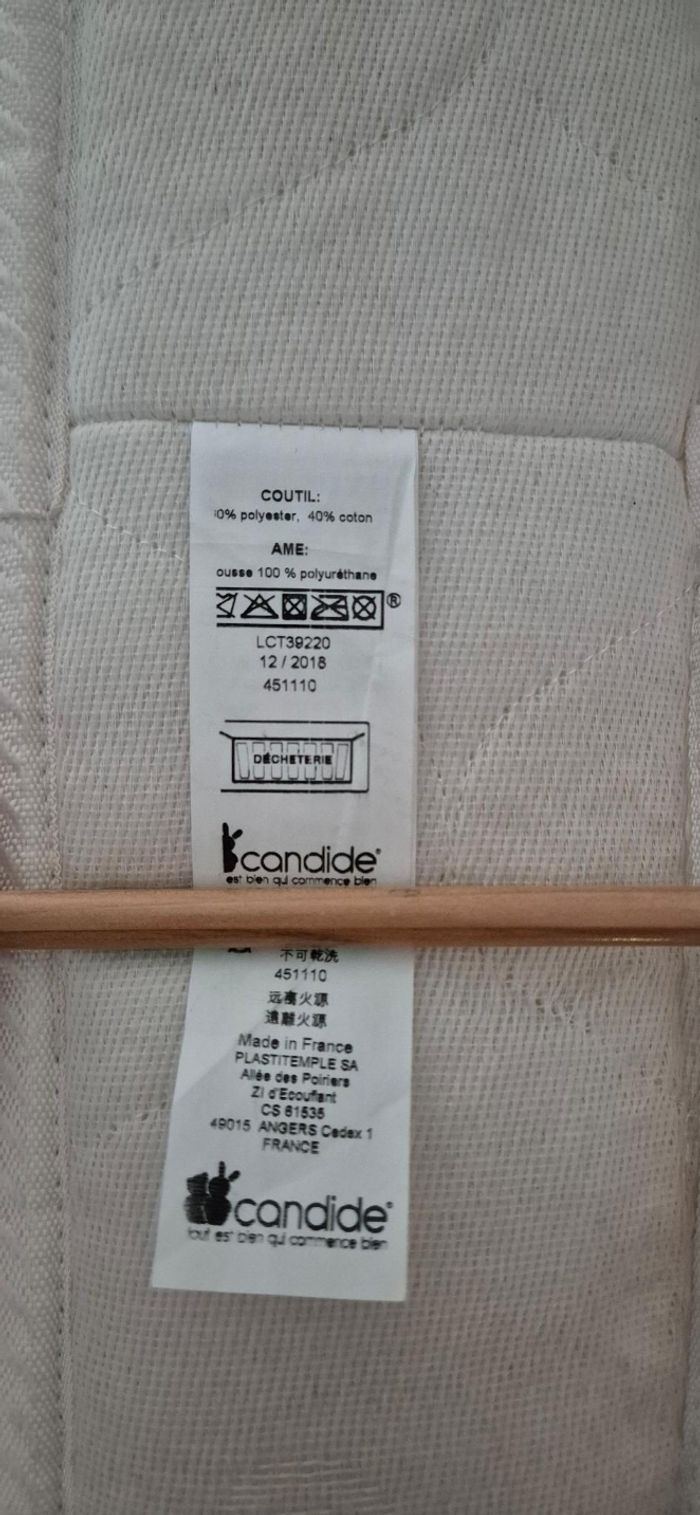 COUTIL:
0% polyester, 40% coton
AME:
ousse 100 % polyuréthane
®
LCT39220
12 / 2018
451110
DÉCHETERIE
candide®
est bien qui commence bien
不可乾洗
451110
远离火源
遠離火源
Made in France
PLASTITEMPLE SA
Allée des Poiriers
ZI d'Ecouflant
CS 61535
49015 ANGERS Cedex 1
FRANCE
candide®
tout est bien qui commence bien